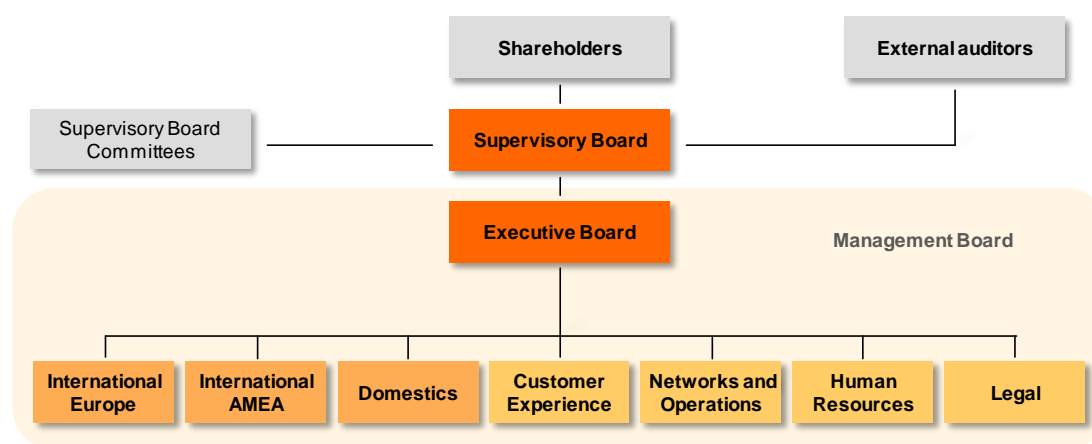 Shareholders
External auditors
Supervisory Board
Committees
Supervisory Board
Executive Board
Management Board
International
Europe
International
AMEA
Domestics
Customer
Experience
Networks and
Operations
Human
Resources
Legal